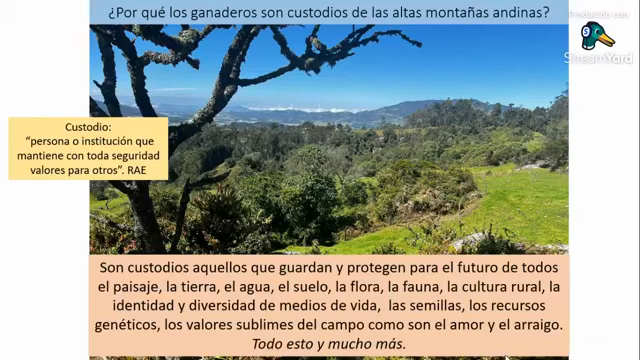 ¿Por qué los ganaderos son custodios de las altas montañas andinas?
Producido con
StreamYard
Custodio:
“persona o institución que
mantiene con toda seguridad
valores para otros”. RAE
Son custodios aquellos que guardan y protegen para el futuro de todos
el paisaje, la tierra, el agua, el suelo, la flora, la fauna, la cultura rural, la
identidad y diversidad de medios de vida,  las semillas, los recursos
genéticos, los valores sublimes del campo como son el amor y el arraigo.
Todo esto y mucho más.